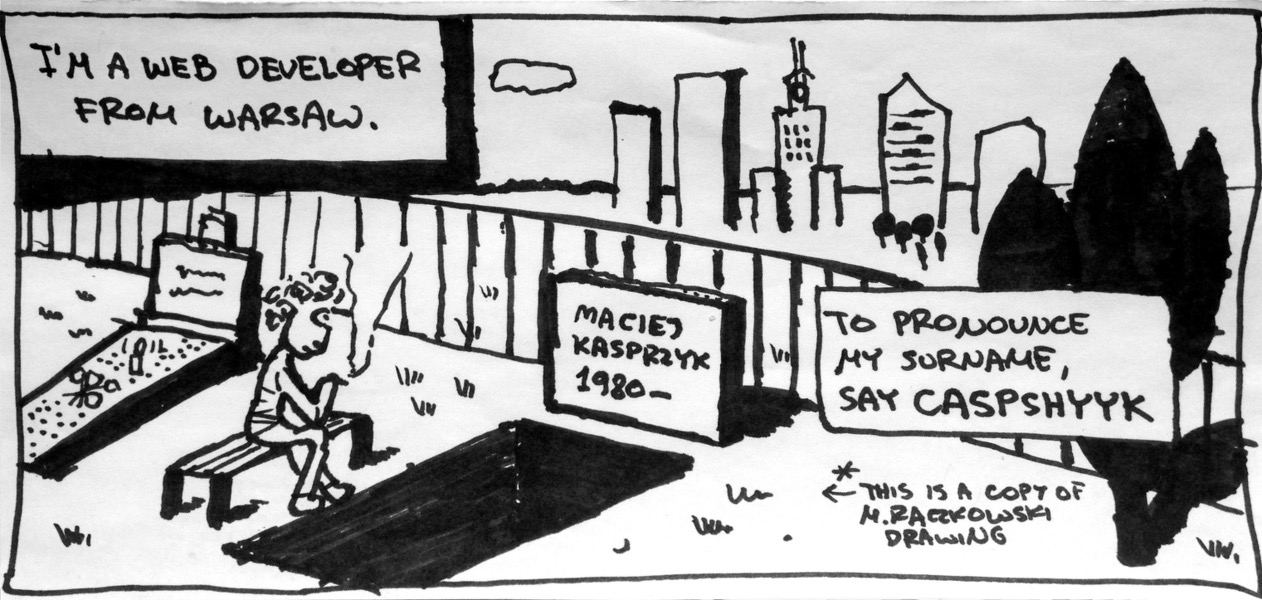 I'M A WEB DEVELOPER
FROM WARSAW.
MACIEJ
KASPRZYK
1980–
TO PRONOUNCE
MY SURNAME,
SAY CASPSHYYK
*
← THIS IS A COPY OF
M. RACZKOWSKI
DRAWING